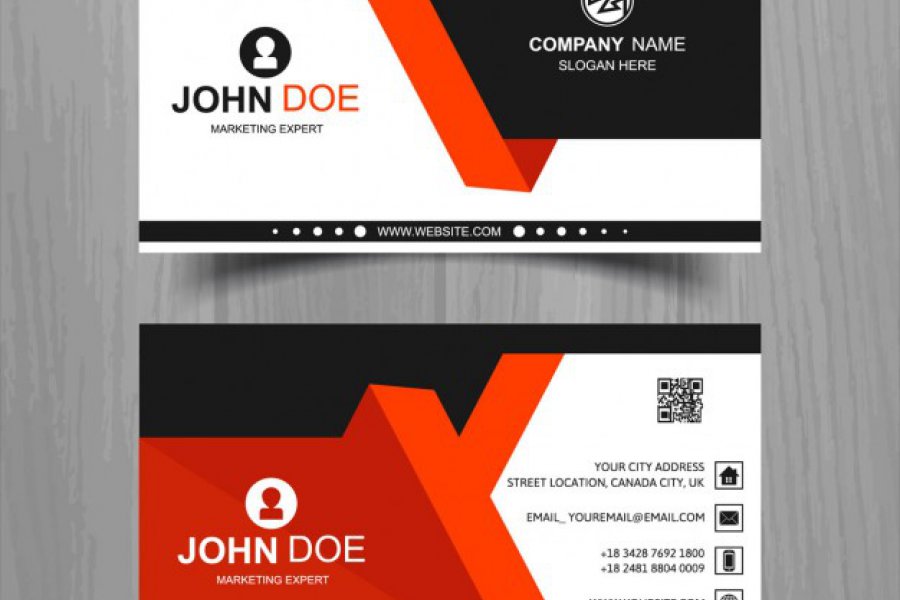 COMPANY NAME
SLOGAN HERE
JOHN DOE
MARKETING EXPERT
WWW.WEBSITE.COM
YOUR CITY ADDRESS
STREET LOCATION, CANADA CITY, UK
EMAIL_ YOUREMAIL@EMAIL.COM
+18 3428 7692 1800
+18 2481 8804 0009
JOHN DOE
MARKETING EXPERT